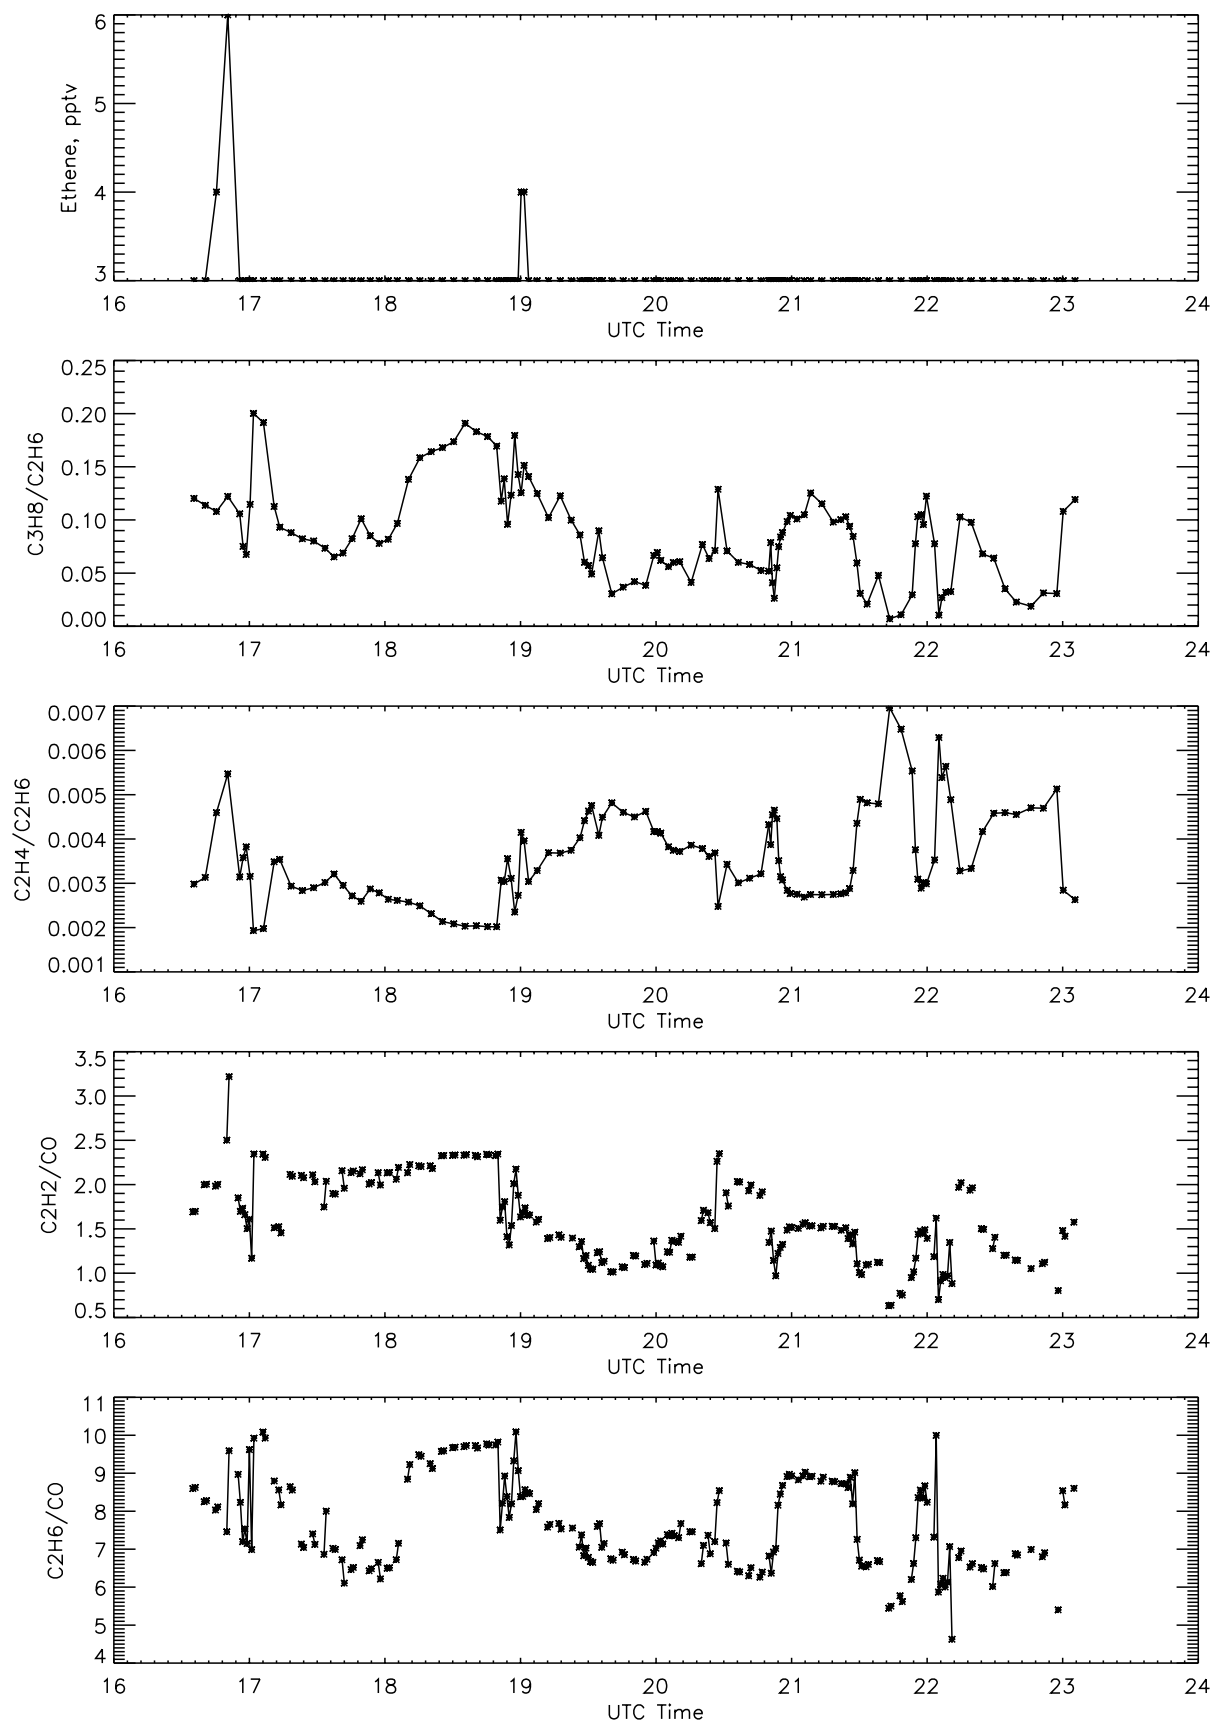 6
5
4
3
Ethene, pptv
16 17 18 19 20 21 22 23 24
UTC Time
0.25
0.20
0.15
0.10
0.05
0.00
C3H8/C2H6
16 17 18 19 20 21 22 23 24
UTC Time
0.007
0.006
0.005
0.004
0.003
0.002
0.001
C2H4/C2H6
16 17 18 19 20 21 22 23 24
UTC Time
3.5
3.0
2.5
2.0
1.5
1.0
0.5
C2H2/CO
16 17 18 19 20 21 22 23 24
UTC Time
11
10
9
8
7
6
5
4
C2H6/CO
16 17 18 19 20 21 22 23 24
UTC Time